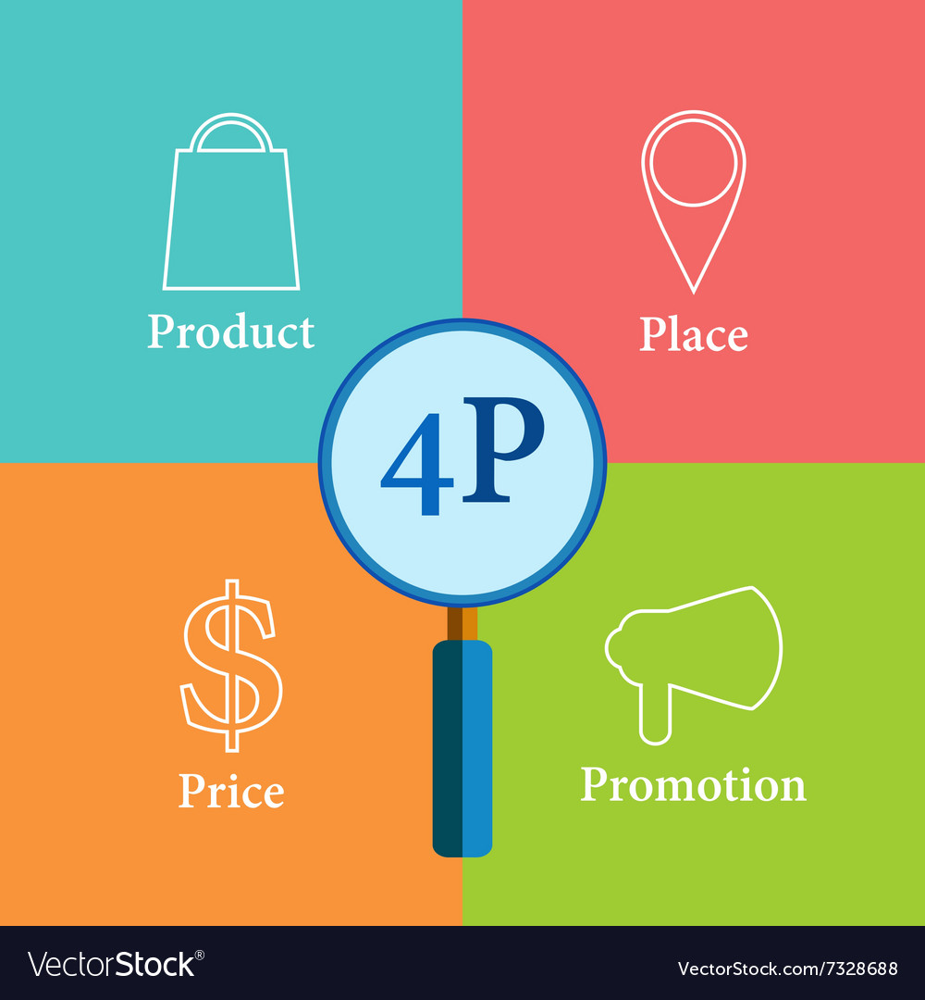 Product
Place
4P
Price
Promotion
VectorStock®
VectorStock.com/7328688